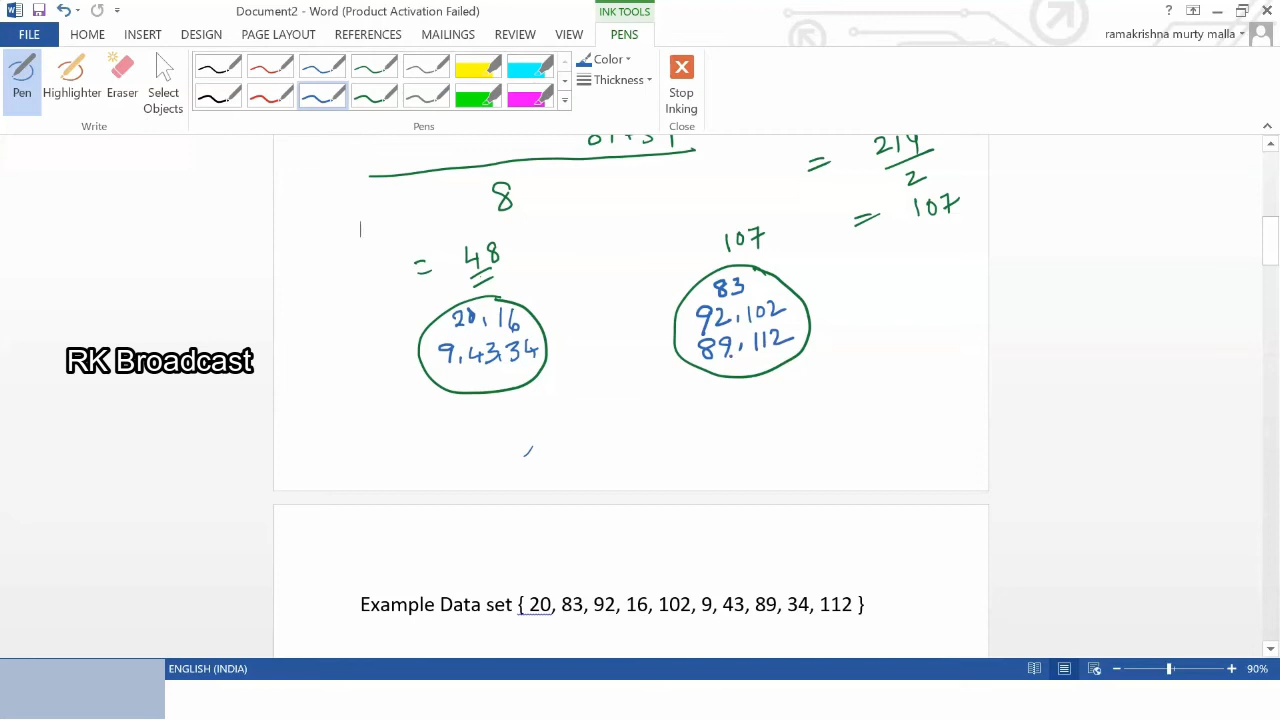 Document2 - Word (Product Activation Failed)
INK TOOLS
FILE HOME INSERT DESIGN PAGE LAYOUT REFERENCES MAILINGS REVIEW VIEW PENS
ramakrishna murty malla
Pen Highlighter Eraser Select Objects
Color
Thickness
Stop Inking
Write Pens Close
= 214
2
8
= 107
= 48
107
20, 16
9, 43, 34
83
92, 102
89, 112
RK Broadcast
Example Data set { 20, 83, 92, 16, 102, 9, 43, 89, 34, 112 }
ENGLISH (INDIA)
90%